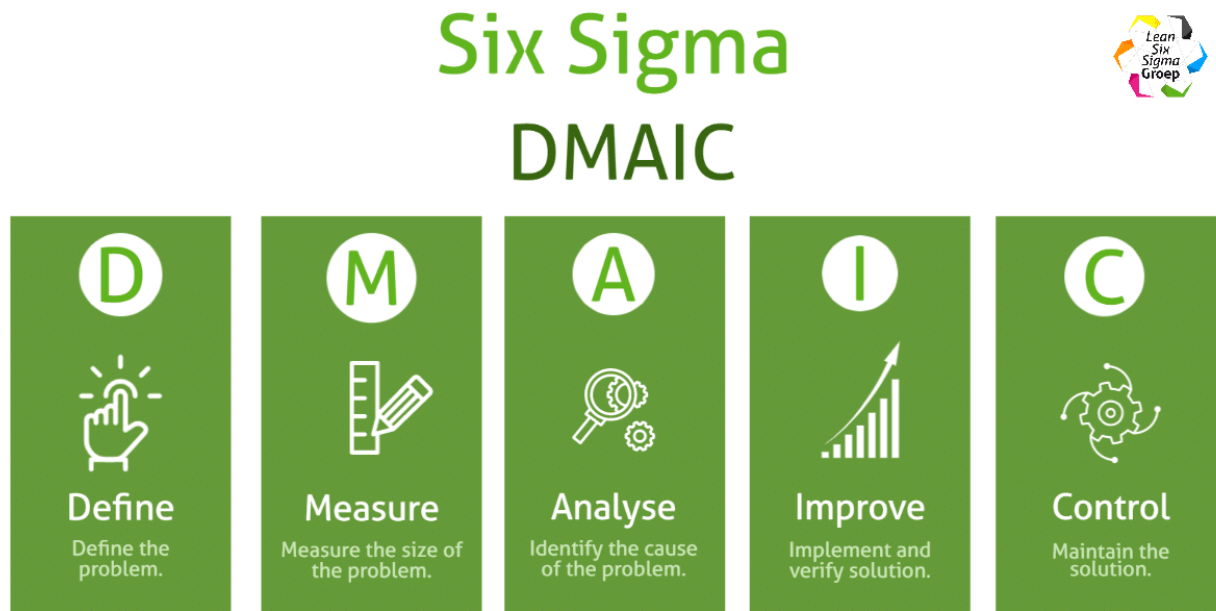 Six Sigma
Lean
Six
Sigma
Groep
DMAIC
D
Define
Define the
problem.
M
Measure
Measure the size of
the problem.
A
Analyse
Identify the cause
of the problem.
I
Improve
Implement and
verify solution.
C
Control
Maintain the
solution.